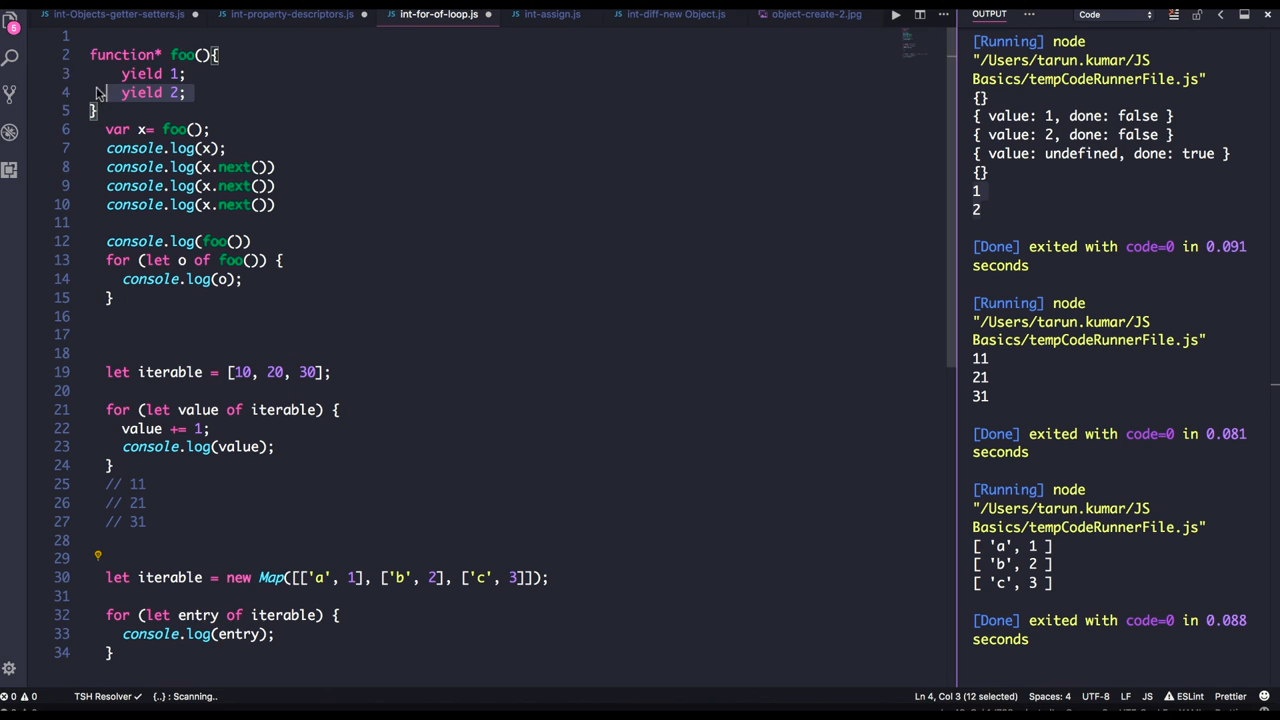 int-Objects-getter-setters.js
int-property-descriptors.js
int-for-of-loop.js
int-assign.js
int-diff-new Object.js
object-create-2.jpg
OUTPUT
Code
5
1
2 function* foo(){
3 yield 1;
4 yield 2;
5 }
6 var x= foo();
7 console.log(x);
8 console.log(x.next())
9 console.log(x.next())
10 console.log(x.next())
11
12 console.log(foo())
13 for (let o of foo()) {
14 console.log(o);
15 }
16
17
18
19 let iterable = [10, 20, 30];
20
21 for (let value of iterable) {
22 value += 1;
23 console.log(value);
24 }
25 // 11
26 // 21
27 // 31
28
29
30 let iterable = new Map([['a', 1], ['b', 2], ['c', 3]]);
31
32 for (let entry of iterable) {
33 console.log(entry);
34 }
[Running] node
"/Users/tarun.kumar/JS
Basics/tempCodeRunnerFile.js"
{}
{ value: 1, done: false }
{ value: 2, done: false }
{ value: undefined, done: true }
{}
1
2
[Done] exited with code=0 in 0.091
seconds
[Running] node
"/Users/tarun.kumar/JS
Basics/tempCodeRunnerFile.js"
11
21
31
[Done] exited with code=0 in 0.081
seconds
[Running] node
"/Users/tarun.kumar/JS
Basics/tempCodeRunnerFile.js"
[ 'a', 1 ]
[ 'b', 2 ]
[ 'c', 3 ]
[Done] exited with code=0 in 0.088
seconds
0 0 TSH Resolver ✓ {..} : Scanning.. Ln 4, Col 3 (12 selected) Spaces: 4 UTF-8 LF JS ESLint Prettier